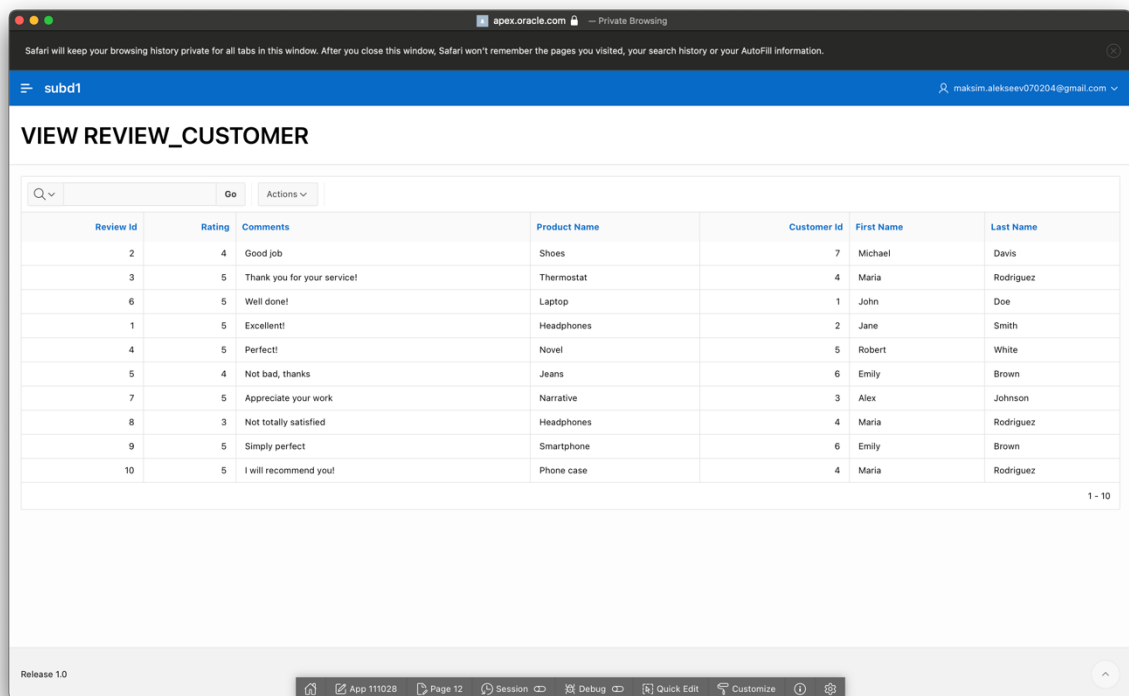 apex.oracle.com — Private Browsing
Safari will keep your browsing history private for all tabs in this window. After you close this window, Safari won't remember the pages you visited, your search history or your AutoFill information.
subd1 maksim.alekseev070204@gmail.com
VIEW REVIEW_CUSTOMER
Go Actions
Review Id Rating Comments Product Name Customer Id First Name Last Name
2 4 Good job Shoes 7 Michael Davis
3 5 Thank you for your service! Thermostat 4 Maria Rodriguez
6 5 Well done! Laptop 1 John Doe
1 5 Excellent! Headphones 2 Jane Smith
4 5 Perfect! Novel 5 Robert White
5 4 Not bad, thanks Jeans 6 Emily Brown
7 5 Appreciate your work Narrative 3 Alex Johnson
8 3 Not totally satisfied Headphones 4 Maria Rodriguez
9 5 Simply perfect Smartphone 6 Emily Brown
10 5 I will recommend you! Phone case 4 Maria Rodriguez
1 - 10
Release 1.0
App 111028 Page 12 Session Debug Quick Edit Customize